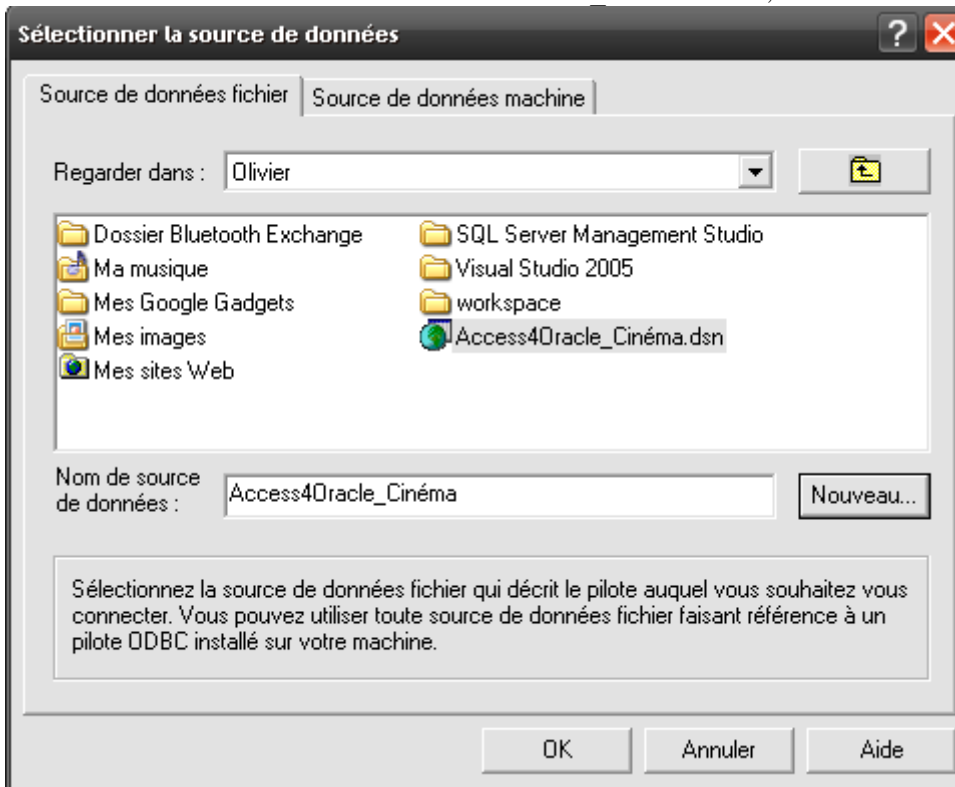 Sélectionner la source de données
Source de données fichier
Source de données machine
Regarder dans :
Olivier
Dossier Bluetooth Exchange
Ma musique
Mes Google Gadgets
Mes images
Mes sites Web
SQL Server Management Studio
Visual Studio 2005
workspace
Access4Oracle_Cinéma.dsn
Nom de source
de données :
Access4Oracle_Cinéma
Nouveau...
Sélectionnez la source de données fichier qui décrit le pilote auquel vous souhaitez vous
connecter. Vous pouvez utiliser toute source de données fichier faisant référence à un
pilote ODBC installé sur votre machine.
OK
Annuler
Aide